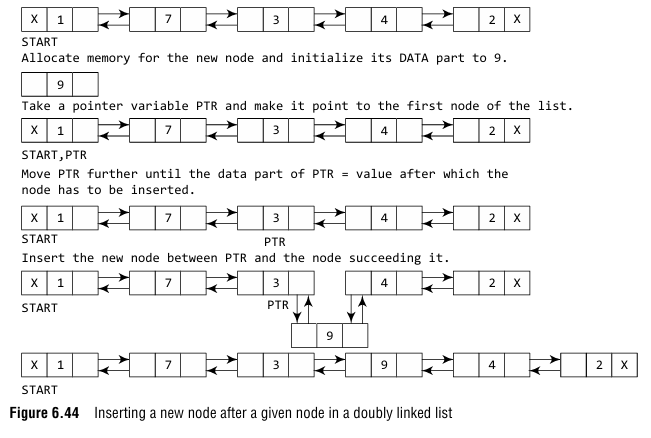 X 1 7 3 4 2 X
START
Allocate memory for the new node and initialize its DATA part to 9.
9
Take a pointer variable PTR and make it point to the first node of the list.
X 1 7 3 4 2 X
START,PTR
Move PTR further until the data part of PTR = value after which the
node has to be inserted.
X 1 7 3 4 2 X
START PTR
Insert the new node between PTR and the node succeeding it.
X 1 7 3 4 2 X
START PTR
9
X 1 7 3 9 4 2 X
START
Figure 6.44 Inserting a new node after a given node in a doubly linked list